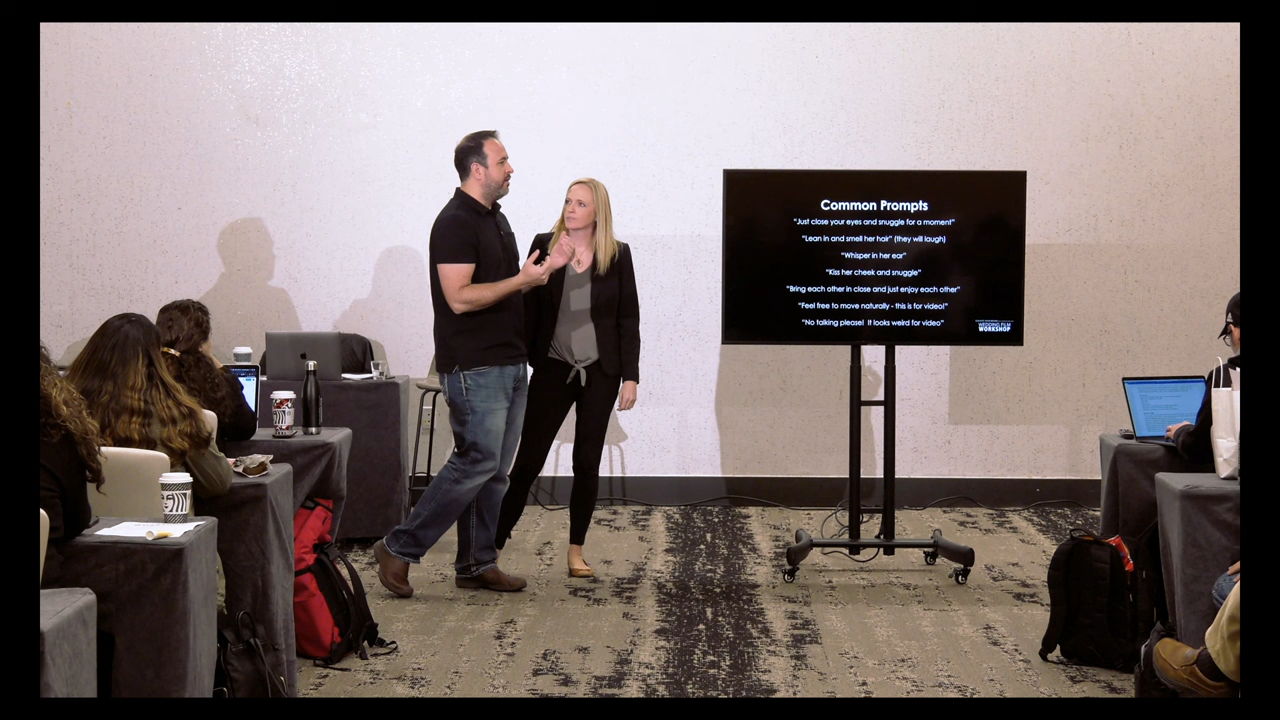 Common Prompts
“Just close your eyes and snuggle for a moment”
“Lean in and smell her hair” (they will laugh)
“Whisper in her ear”
“Kiss her cheek and snuggle”
“Bring each other in close and just enjoy each other”
“Feel free to move naturally - this is for video!”
“No talking please!  It looks weird for video”
WEDDING FILM
WORKSHOP